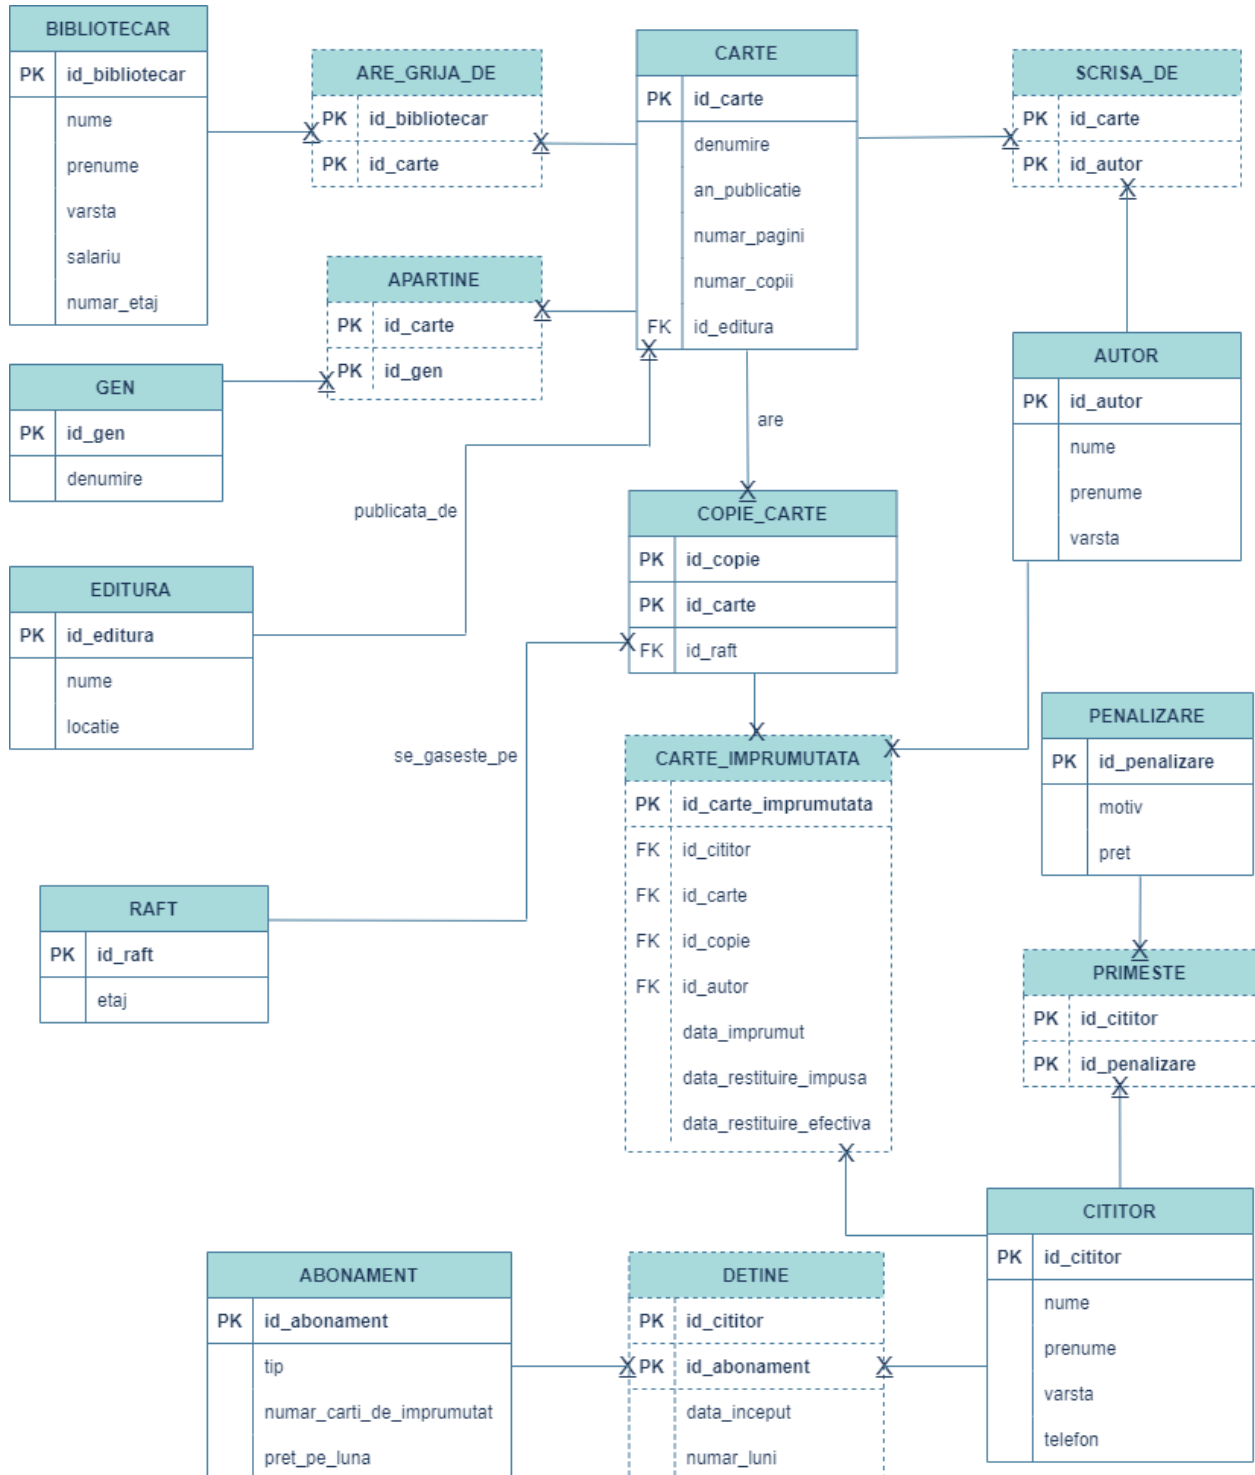 BIBLIOTECAR
PK id_bibliotecar
nume
prenume
varsta
salariu
numar_etaj
ARE_GRIJA_DE
PK id_bibliotecar
PK id_carte
CARTE
PK id_carte
denumire
an_publicatie
numar_pagini
numar_copii
FK id_editura
SCRISA_DE
PK id_carte
PK id_autor
APARTINE
PK id_carte
PK id_gen
GEN
PK id_gen
denumire
AUTOR
PK id_autor
nume
prenume
varsta
are
publicata_de
COPIE_CARTE
PK id_copie
PK id_carte
FK id_raft
EDITURA
PK id_editura
nume
locatie
se_gaseste_pe
PENALIZARE
PK id_penalizare
motiv
pret
CARTE_IMPRUMUTATA
PK id_carte_imprumutata
FK id_cititor
FK id_carte
FK id_copie
FK id_autor
data_imprumut
data_restituire_impusa
data_restituire_efectiva
RAFT
PK id_raft
etaj
PRIMESTE
PK id_cititor
PK id_penalizare
CITITOR
PK id_cititor
nume
prenume
varsta
telefon
ABONAMENT
PK id_abonament
tip
numar_carti_de_imprumutat
pret_pe_luna
DETINE
PK id_cititor
PK id_abonament
data_inceput
numar_luni